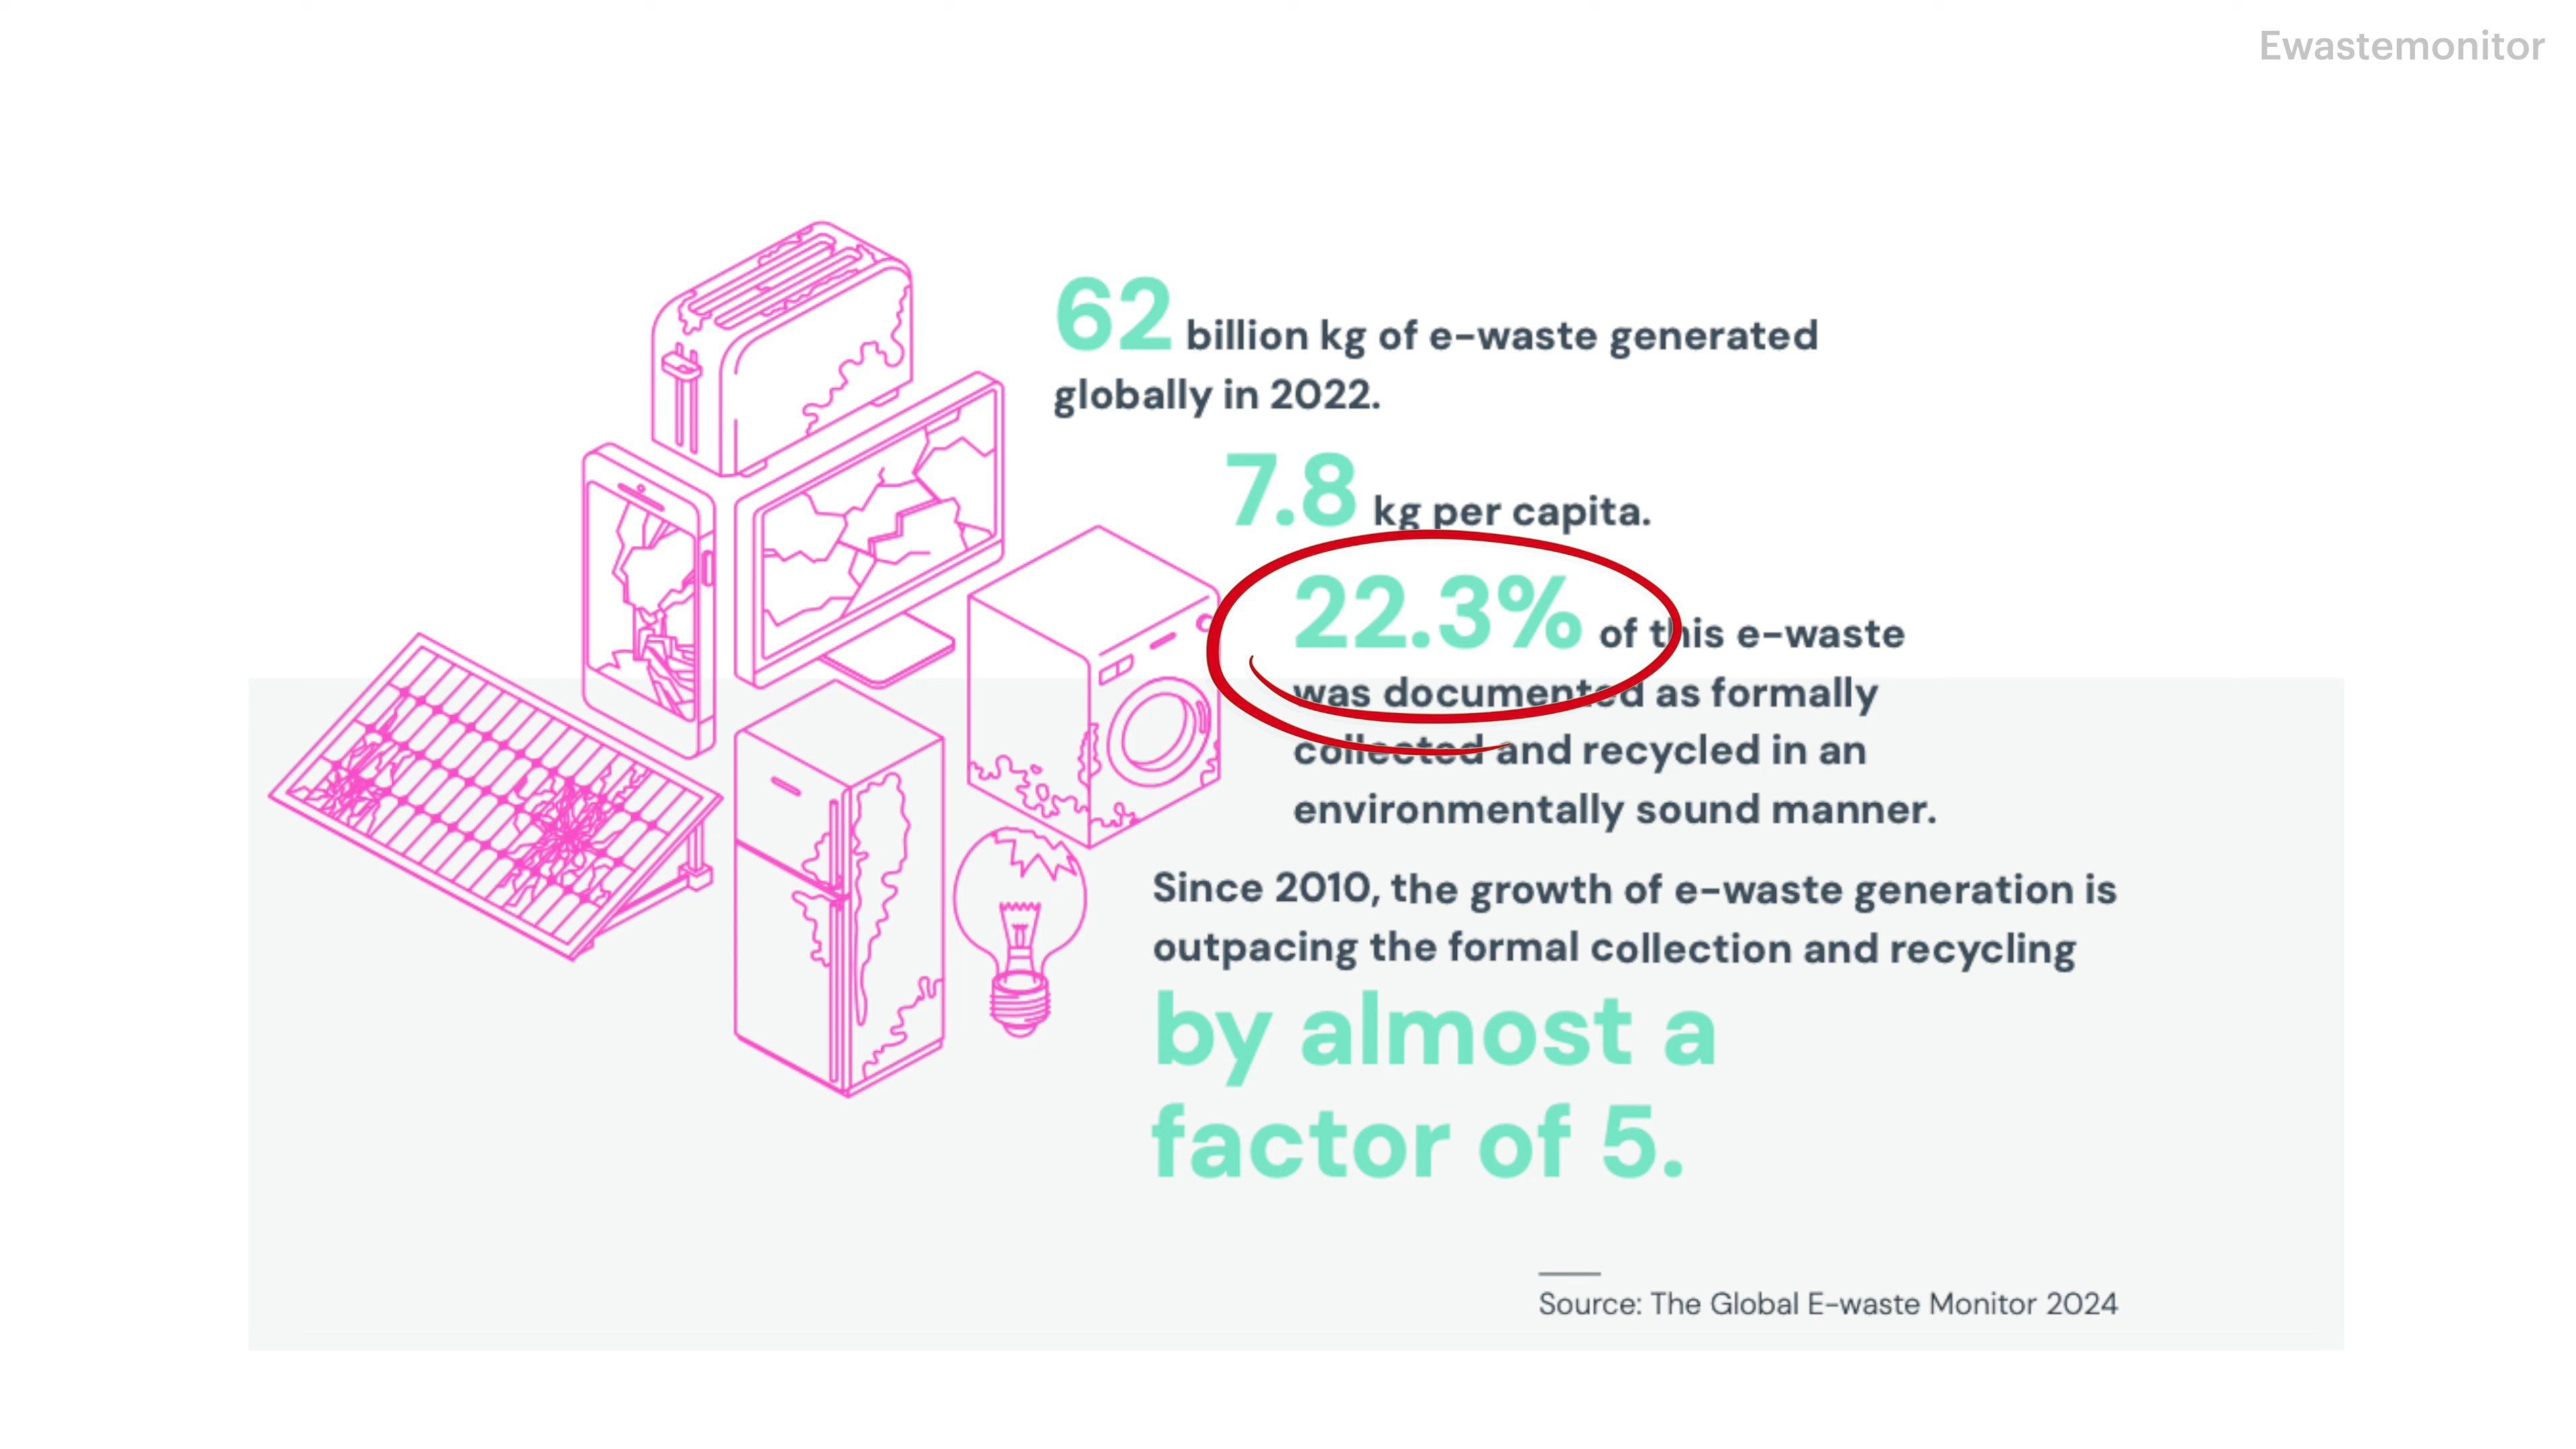 Ewastemonitor
62 billion kg of e-waste generated
globally in 2022.
7.8 kg per capita.
22.3% of this e-waste
was documented as formally
collected and recycled in an
environmentally sound manner.
Since 2010, the growth of e-waste generation is
outpacing the formal collection and recycling
by almost a
factor of 5.
Source: The Global E-waste Monitor 2024